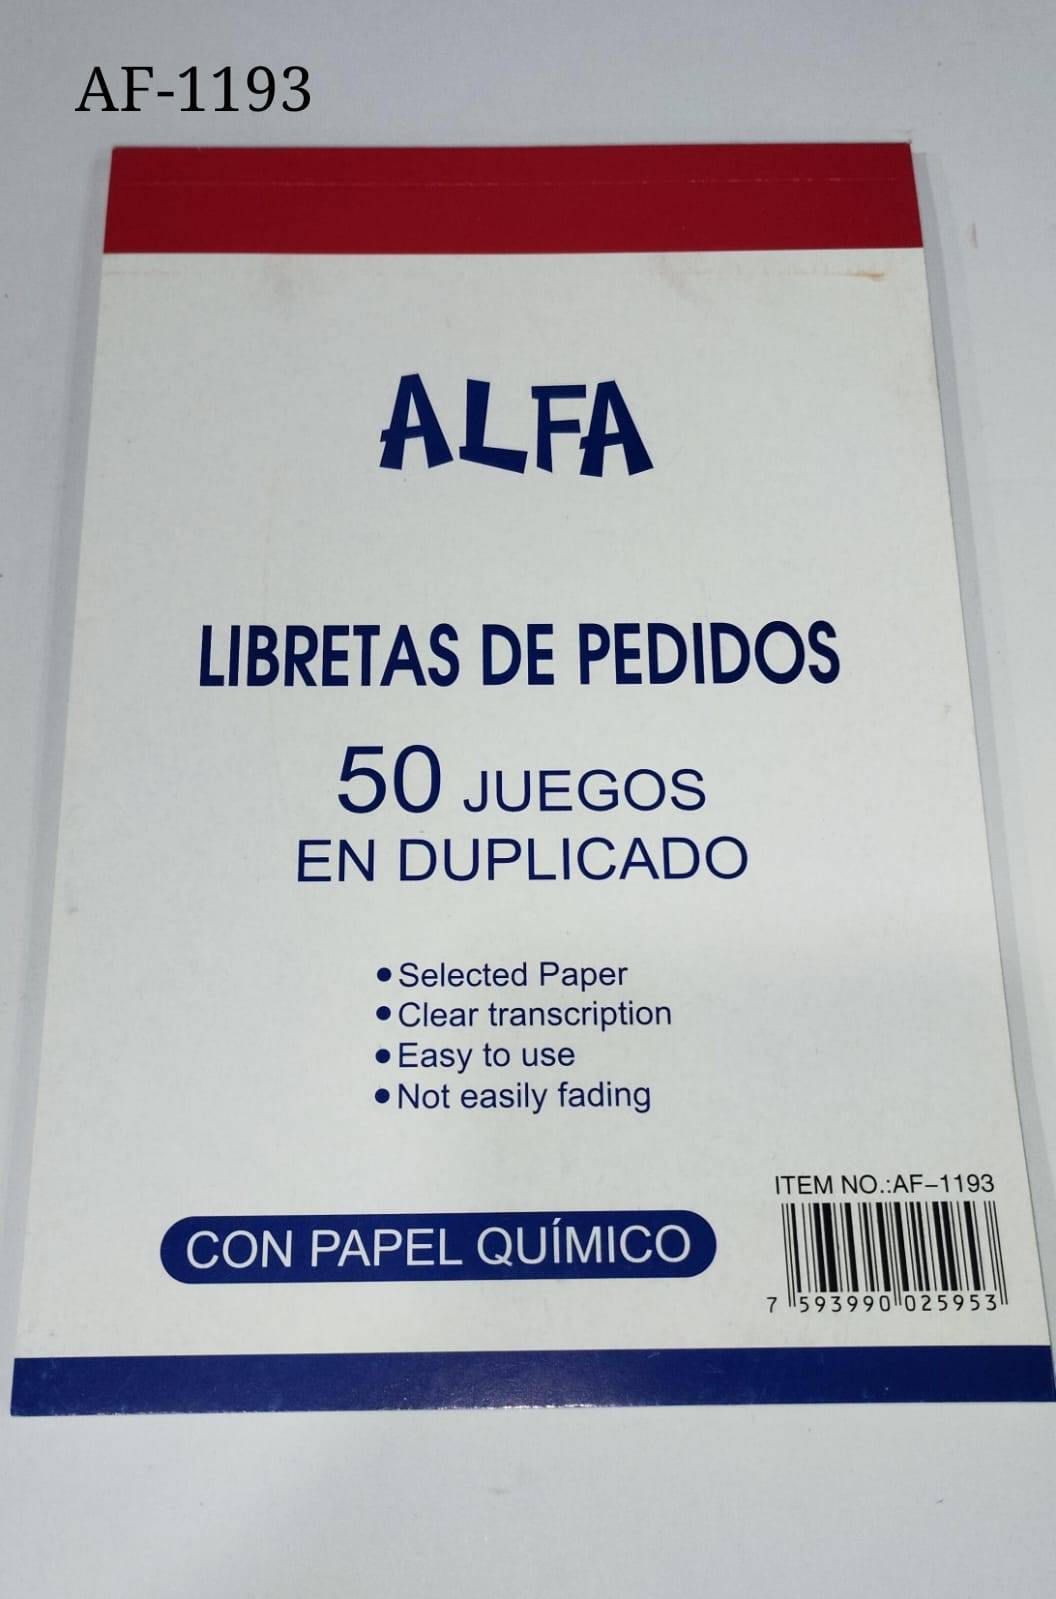 AF-1193
ALFA
LIBRETAS DE PEDIDOS
50 JUEGOS
EN DUPLICADO
•Selected Paper
•Clear transcription
•Easy to use
•Not easily fading
ITEM NO.:AF-1193
CON PAPEL QUÍMICO
7 593990 025953